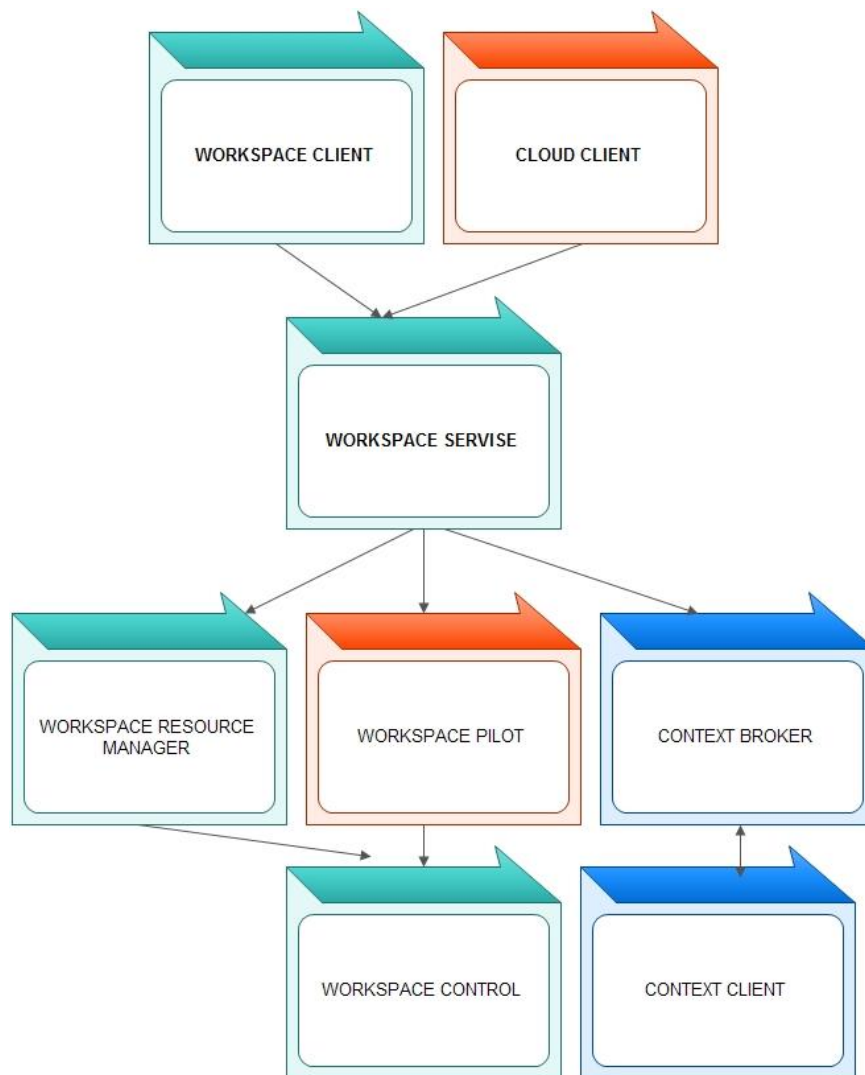 WORKSPACE CLIENT
CLOUD CLIENT
WORKSPACE SERVISE
WORKSPACE RESOURCE
MANAGER
WORKSPACE PILOT
CONTEXT BROKER
WORKSPACE CONTROL
CONTEXT CLIENT